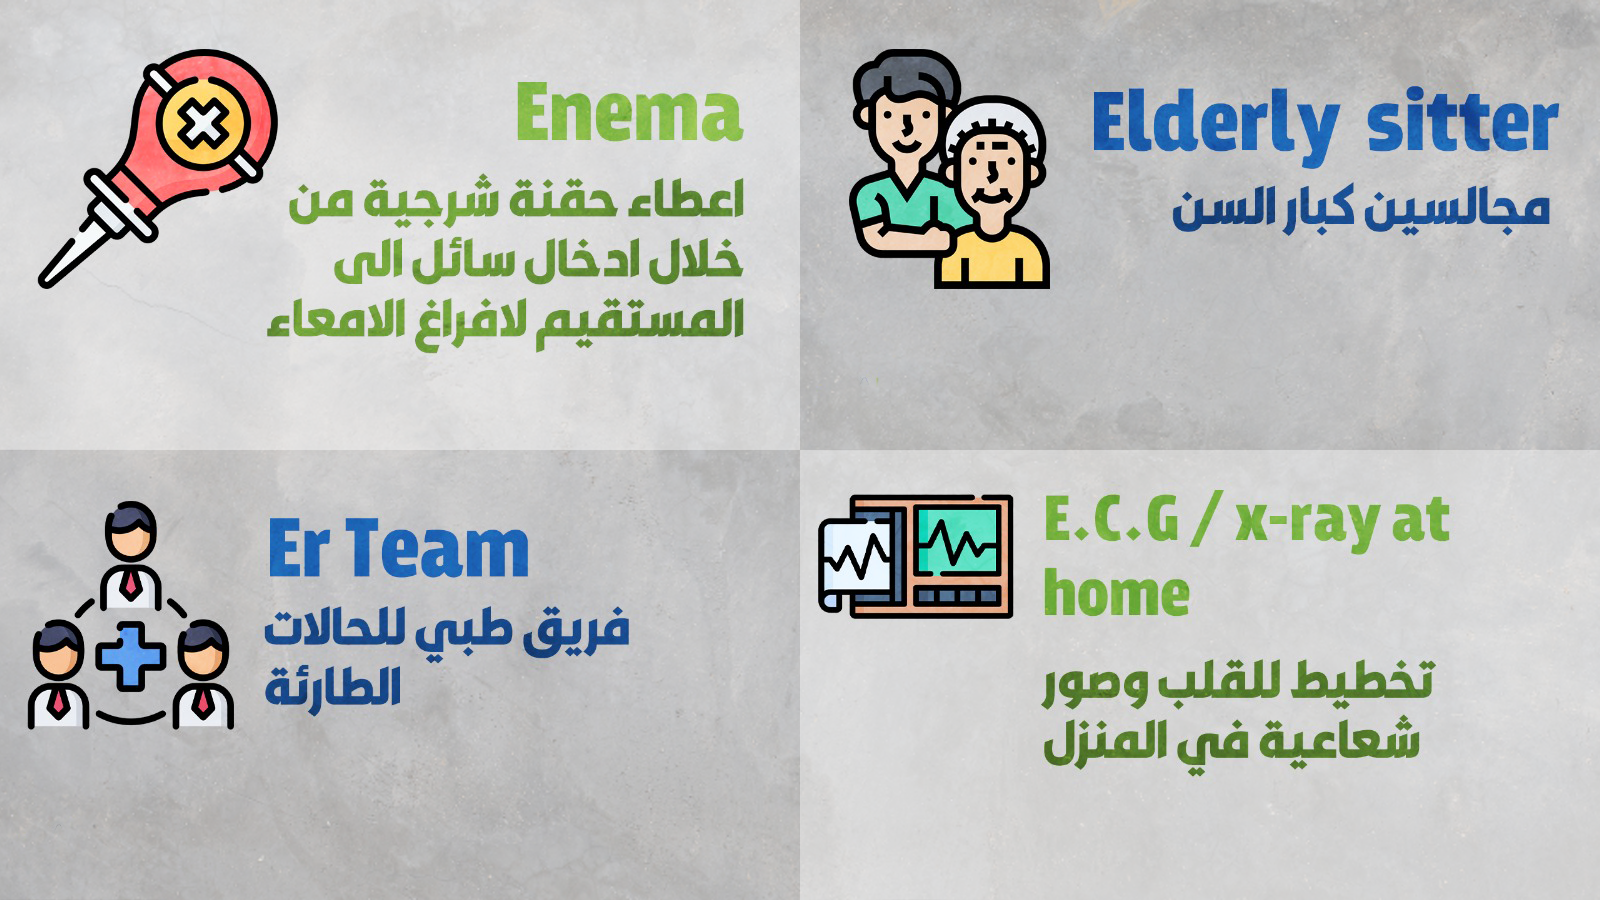 Enema
اعطاء حقنة شرجية من
خلال ادخال سائل الى
المستقيم لافراغ الامعاء
Elderly sitter
مجالسين كبار السن
Er Team
فريق طبي للحالات
الطارئة
E.C.G / x-ray at
home
تخطيط للقلب وصور
شعاعية في المنزل